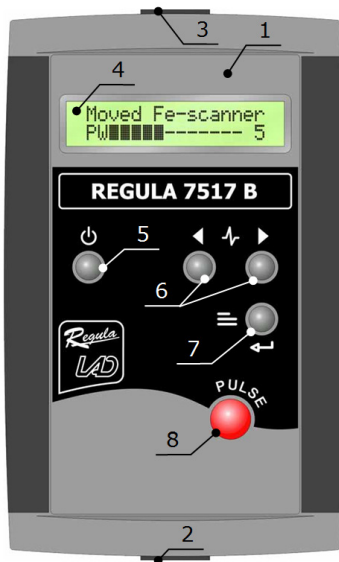 3
1
4
Moved Fe-scanner
PW█████------- 5
REGULA 7517 B
5
6
7
Regula
LAD
PULSE
8
2